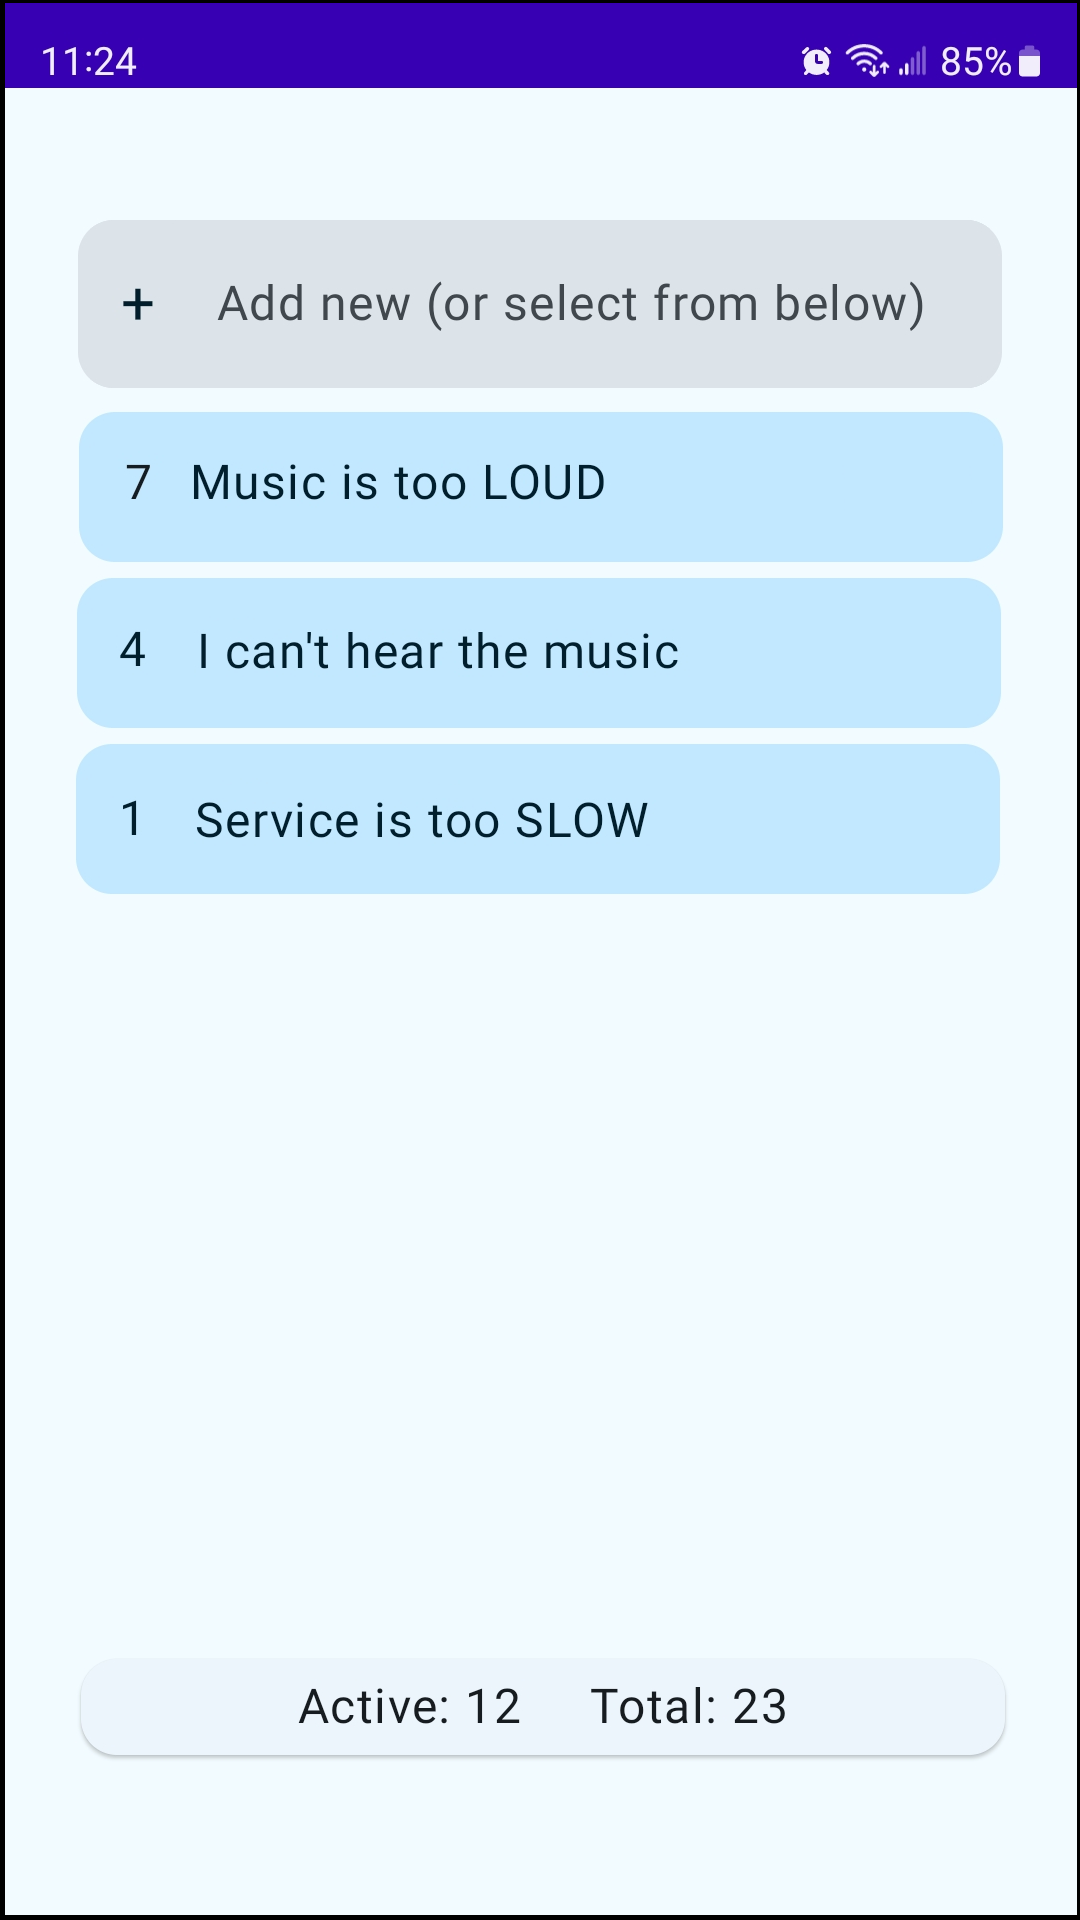 11:24 85%
+ Add new (or select from below)
7 Music is too LOUD
4 I can't hear the music
1 Service is too SLOW
Active: 12 Total: 23